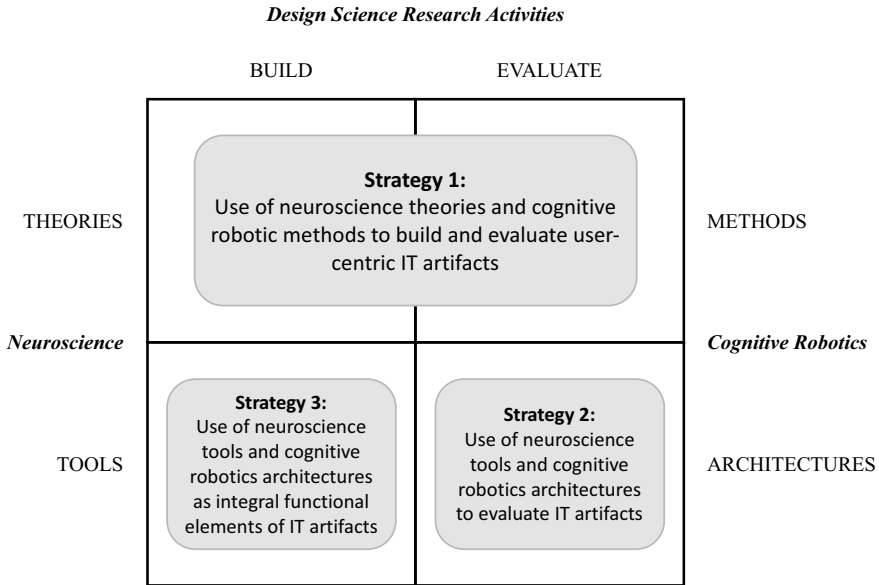 Design Science Research Activities
BUILD
EVALUATE
Strategy 1:
Use of neuroscience theories and cognitive
robotic methods to build and evaluate user-
centric IT artifacts
THEORIES
METHODS
Neuroscience
Cognitive Robotics
Strategy 3:
Use of neuroscience
tools and cognitive
robotics architectures
as integral functional
elements of IT artifacts
Strategy 2:
Use of neuroscience
tools and cognitive
robotics architectures
to evaluate IT artifacts
TOOLS
ARCHITECTURES